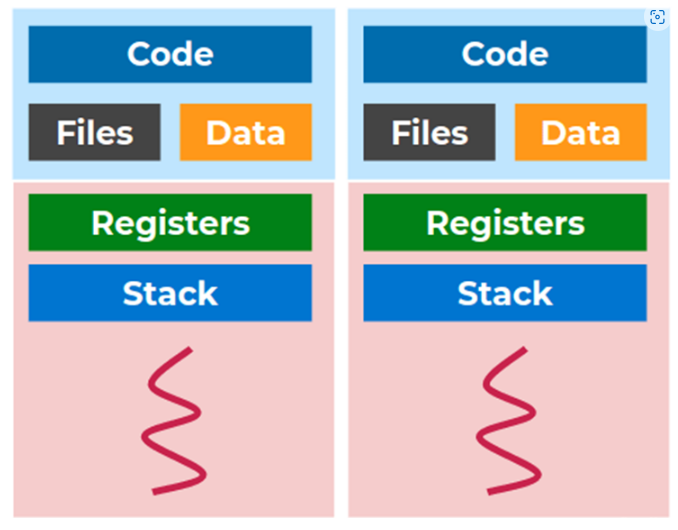 Code
Files Data
Registers
Stack
Code
Files Data
Registers
Stack